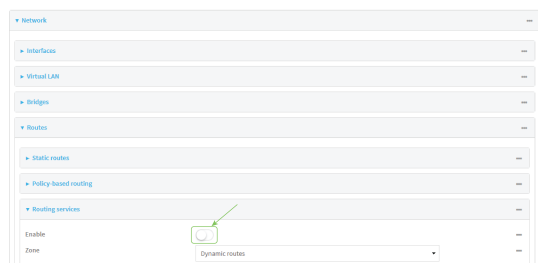 Network
Interfaces
Virtual LAN
Bridges
Routes
Static routes
Policy-based routing
Routing services
Enable
Zone
Dynamic routes